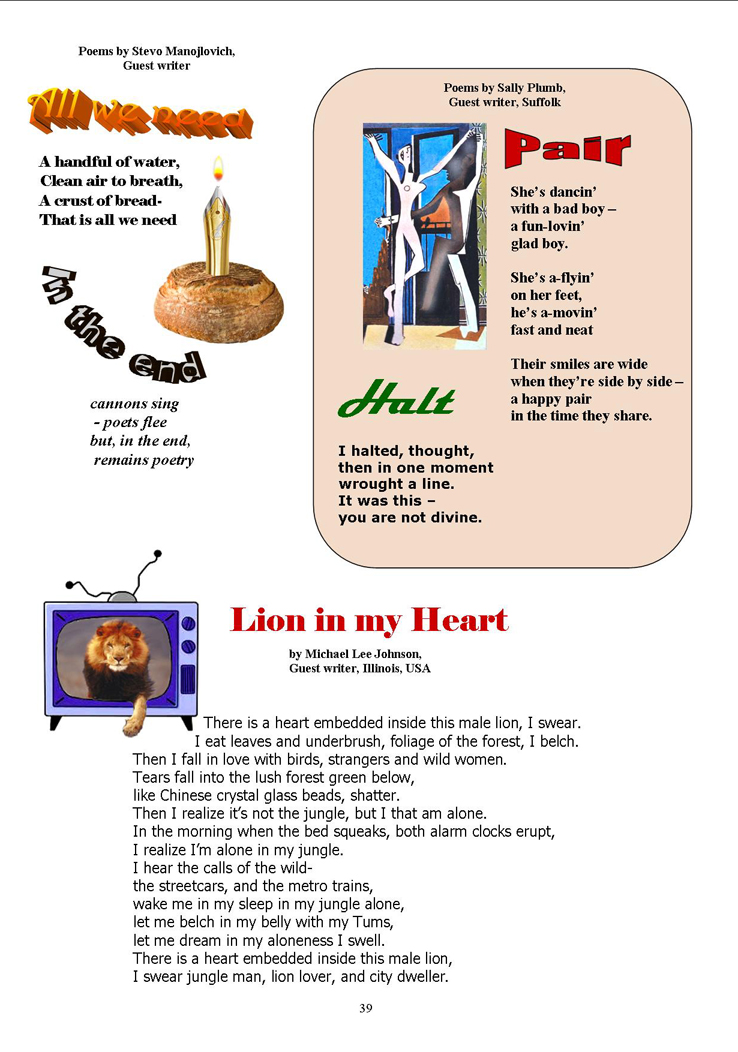 Poems by Stevo Manojlovich,
Guest writer
All we need
A handful of water,
Clean air to breath,
A crust of bread-
That is all we need
In the end
cannons sing
- poets flee
but, in the end,
remains poetry
Poems by Sally Plumb,
Guest writer, Suffolk
Pair
She's dancin'
with a bad boy –
a fun-lovin'
glad boy.
She's a-flyin'
on her feet,
he's a-movin'
fast and neat
Their smiles are wide
when they're side by side –
a happy pair
in the time they share.
Halt
I halted, thought,
then in one moment
wrought a line.
It was this –
you are not divine.
Lion in my Heart
by Michael Lee Johnson,
Guest writer, Illinois, USA
There is a heart embedded inside this male lion, I swear.
I eat leaves and underbrush, foliage of the forest, I belch.
Then I fall in love with birds, strangers and wild women.
Tears fall into the lush forest green below,
like Chinese crystal glass beads, shatter.
Then I realize it's not the jungle, but I that am alone.
In the morning when the bed squeaks, both alarm clocks erupt,
I realize I'm alone in my jungle.
I hear the calls of the wild-
the streetcars, and the metro trains,
wake me in my sleep in my jungle alone,
let me belch in my belly with my Tums,
let me dream in my aloneness I swell.
There is a heart embedded inside this male lion,
I swear jungle man, lion lover, and city dweller.
39